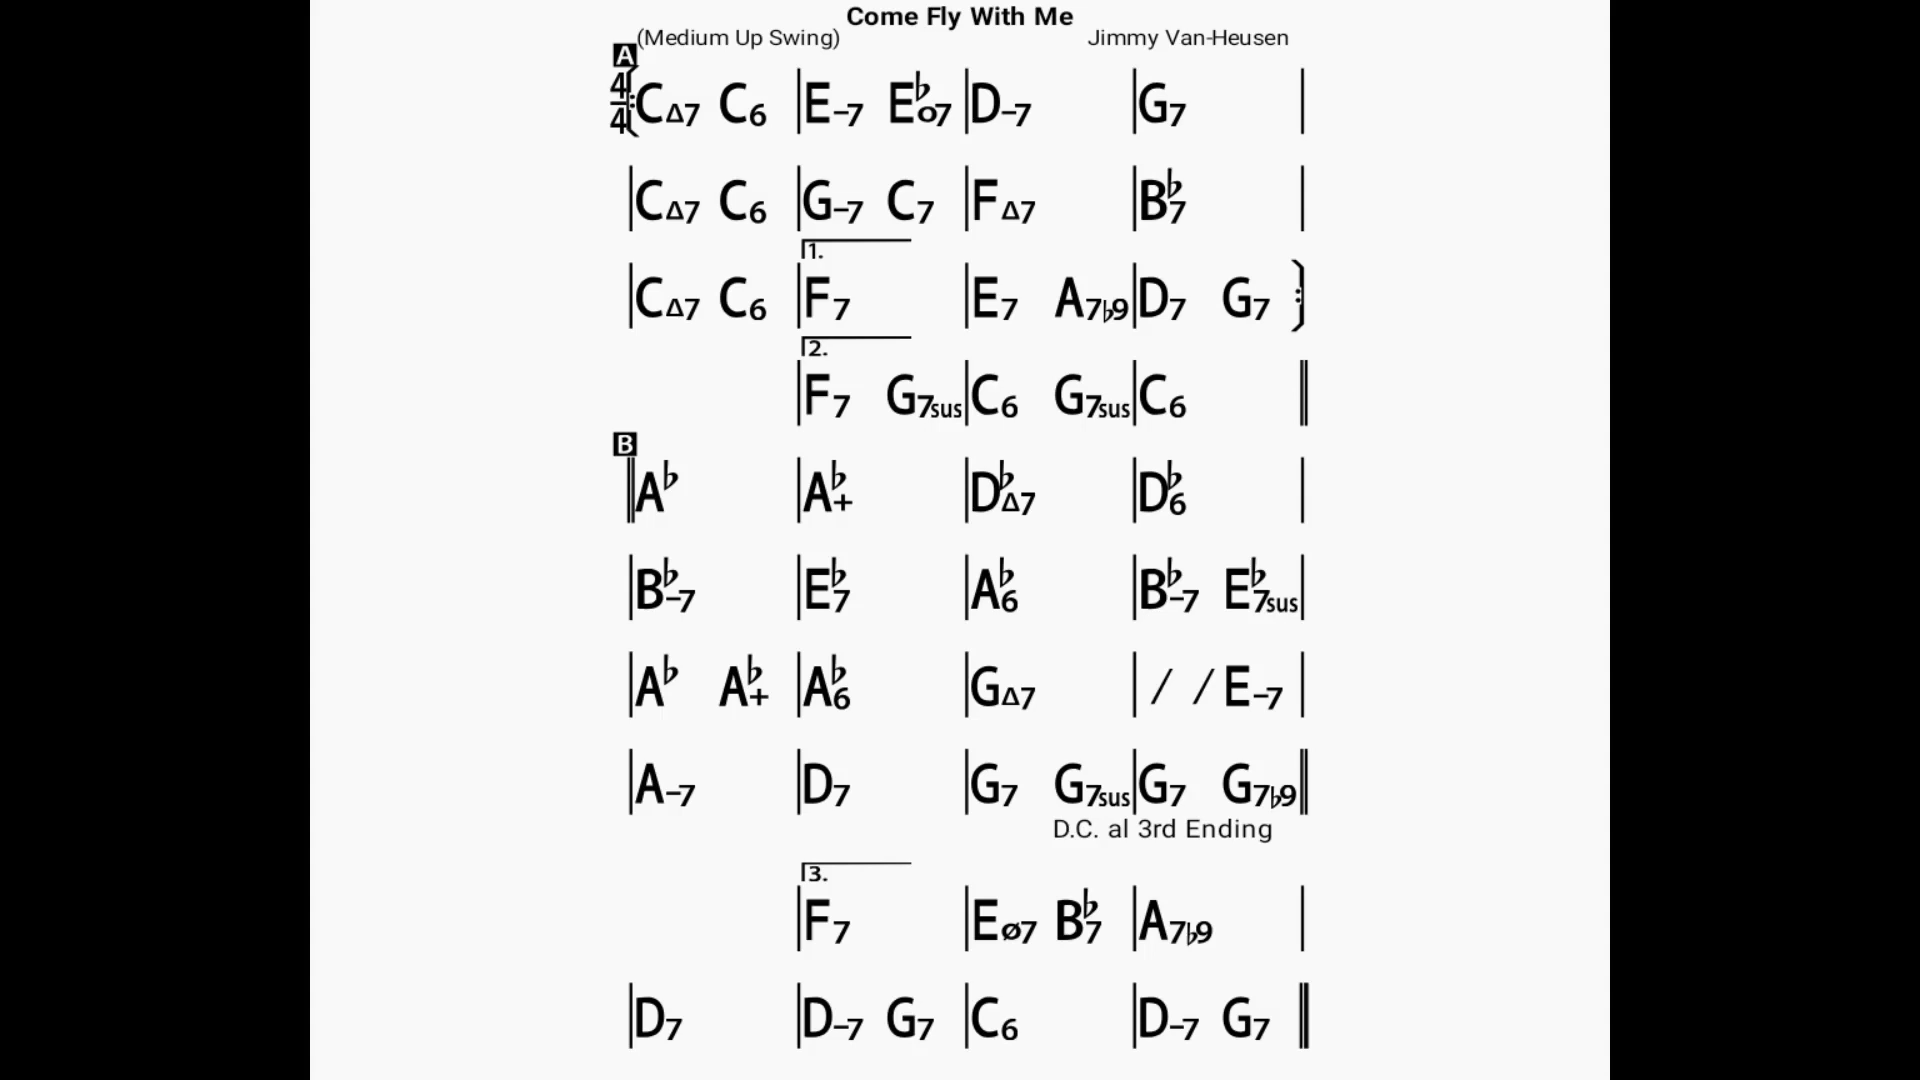 Come Fly With Me
(Medium Up Swing) Jimmy Van-Heusen
A
4/4 CΔ7 C6 | E-7 E♭o7 | D-7 | G7 |
| CΔ7 C6 | G-7 C7 | FΔ7 | B♭7 |
1.
| CΔ7 C6 | F7 | E7 A7♭9 | D7 G7 :
2.
| F7 G7sus | C6 G7sus | C6 ||
B
|| A♭ | A♭+ | D♭Δ7 | D♭6 |
| B♭-7 | E♭7 | A♭6 | B♭-7 E♭7sus |
| A♭ A♭+ | A♭6 | GΔ7 | / / E-7 |
| A-7 | D7 | G7 G7sus | G7 G7♭9 ||
D.C. al 3rd Ending
3.
| F7 | Eø7 B♭7 | A7♭9 |
| D7 | D-7 G7 | C6 | D-7 G7 ||